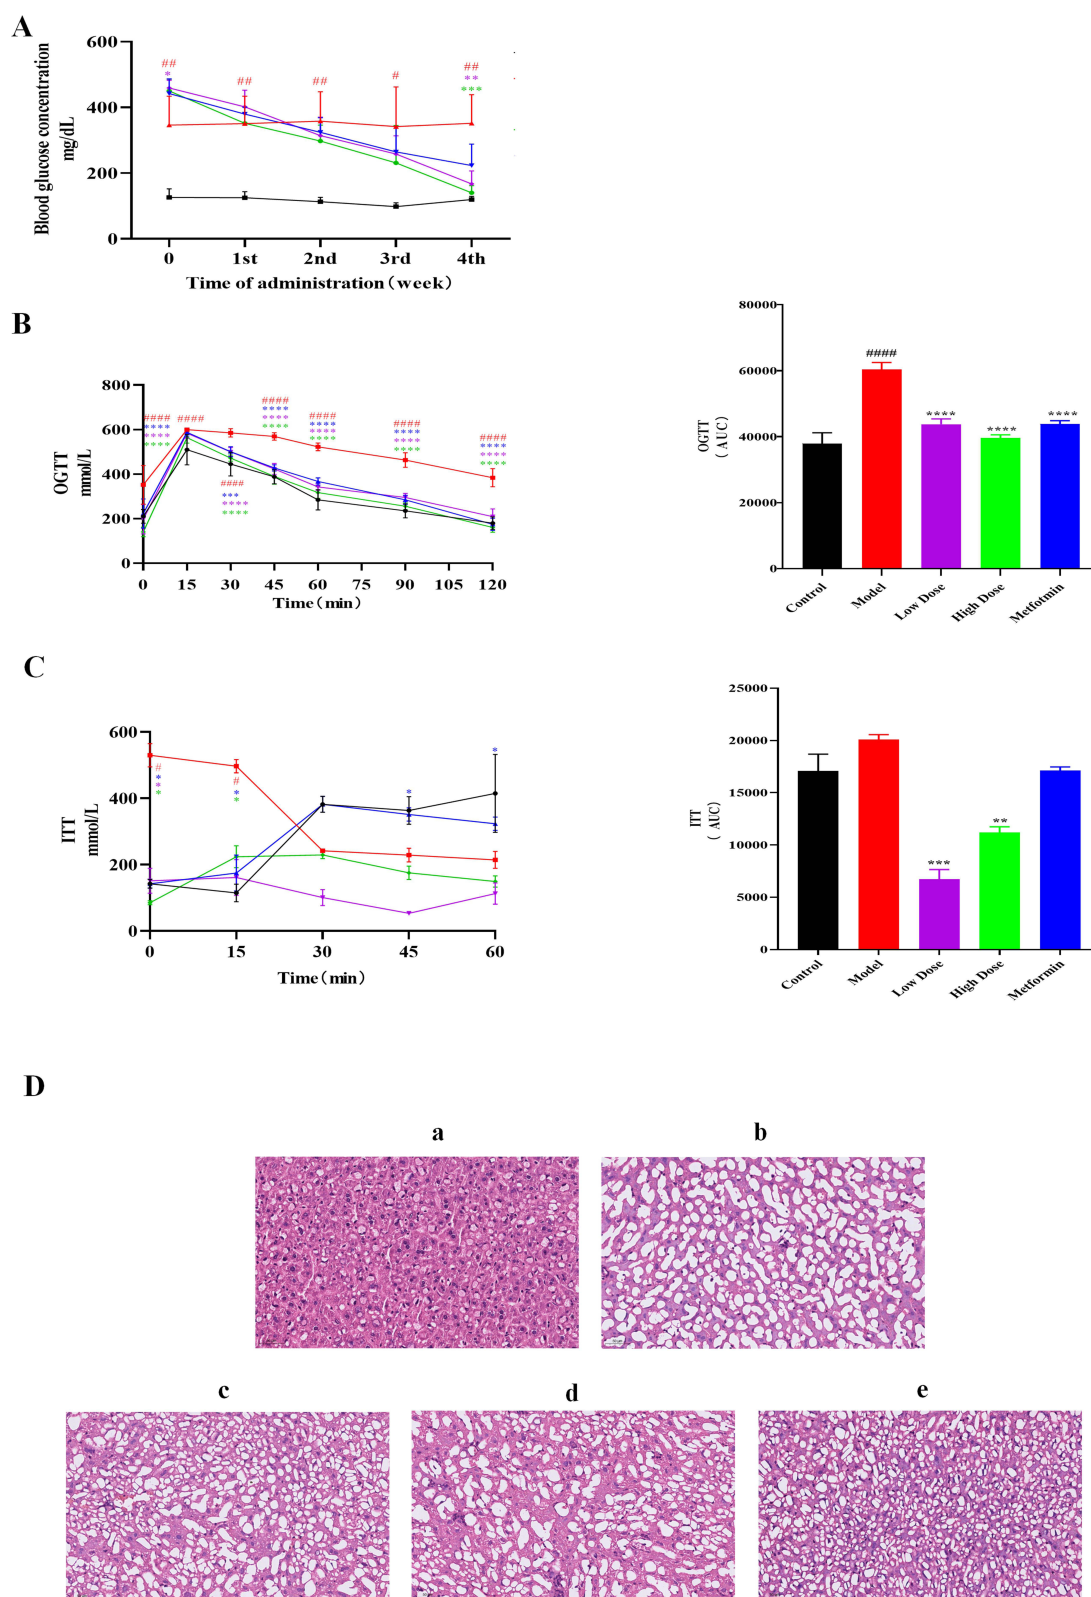 A
Blood glucose concentration
mg/dL
600
400
200
0
##
*
##
##
#
##
**
***
0 1st 2nd 3rd 4th
Time of administration（week）
B
OGTT
mmol/L
800
600
400
200
0
####
****
****
****
####
####
***
****
****
####
****
****
****
####
****
****
****
####
****
****
****
####
****
****
****
0 15 30 45 60 75 90 105 120
Time（min）
OGTT
（AUC）
80000
60000
40000
20000
0
####
****
****
****
Control
Model
Low Dose
High Dose
Metfotmin
C
ITT
mmol/L
600
400
200
0
#
*
*
*
#
*
*
*
*
0 15 30 45 60
Time（min）
ITT
（ AUC）
25000
20000
15000
10000
5000
0
***
**
Control
Model
Low Dose
High Dose
Metformin
D
a
b
c
d
e